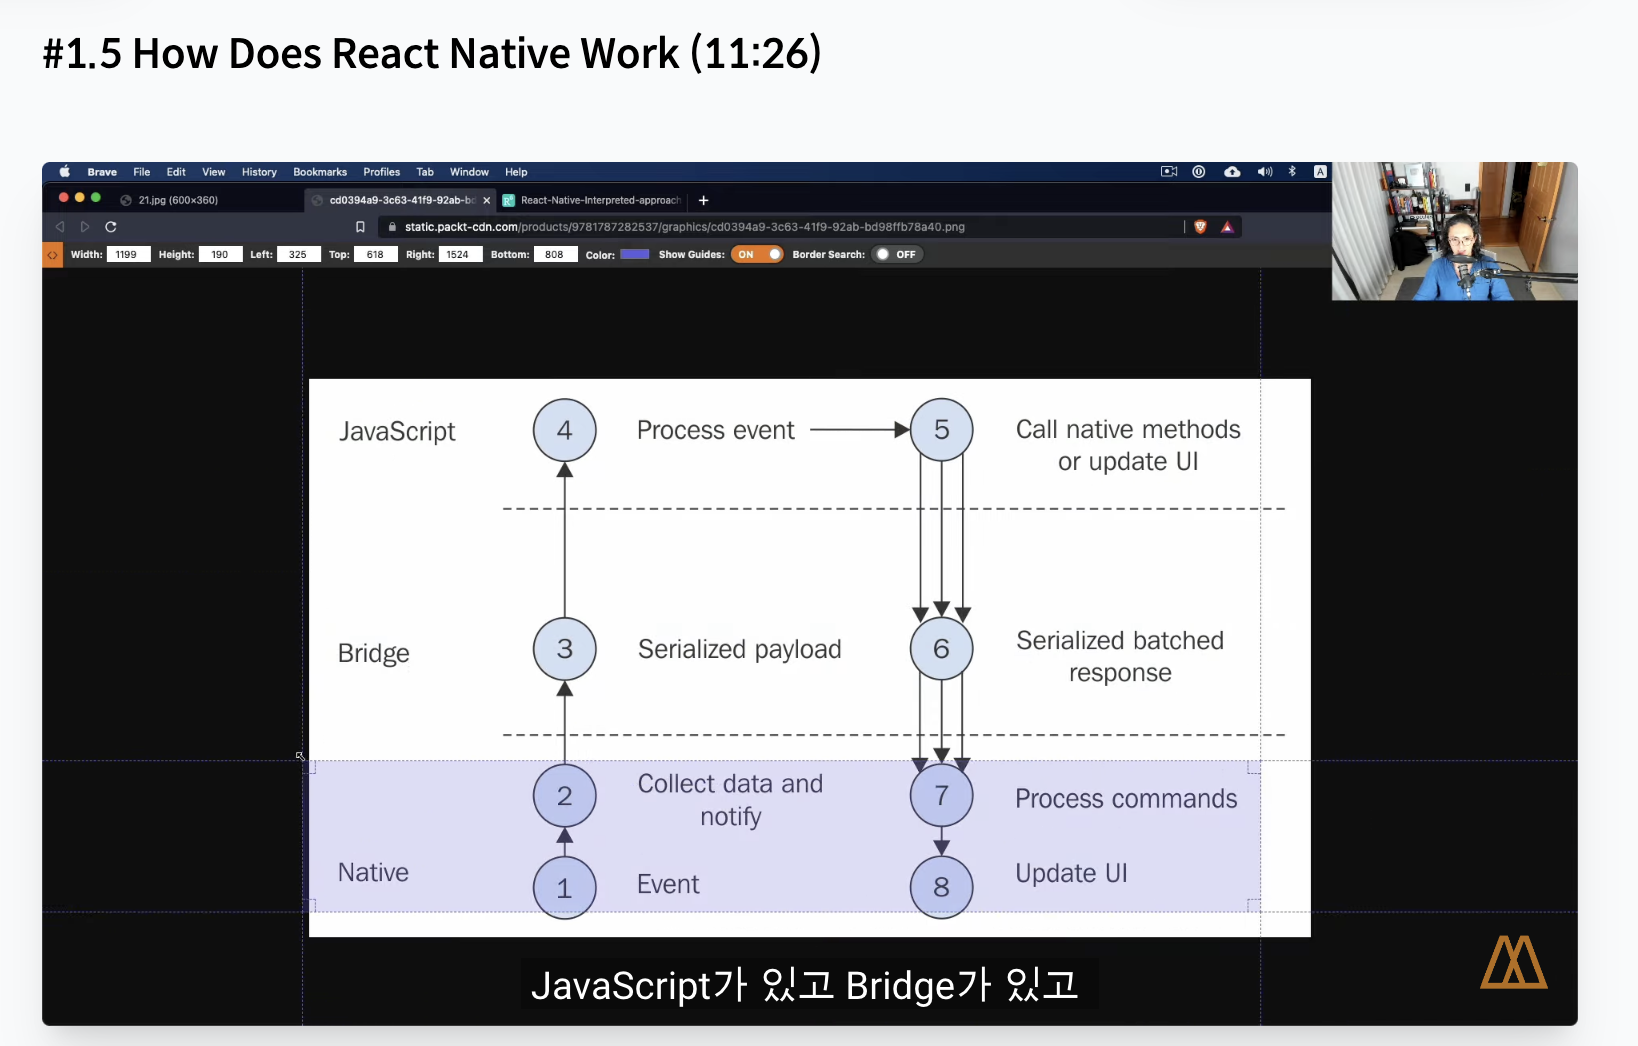 #1.5 How Does React Native Work (11:26)
Brave File Edit View History Bookmarks Profiles Tab Window Help A
21.jpg (600×360) cd0394a9-3c63-41f9-92ab-bd React-Native-Interpreted-approach
static.packt-cdn.com/products/9781787282537/graphics/cd0394a9-3c63-41f9-92ab-bd98ffb78a40.png
Width: 1199 Height: 190 Left: 325 Top: 618 Right: 1524 Bottom: 808 Color: Show Guides: ON Border Search: OFF
JavaScript 4 Process event 5 Call native methods
or update UI
Bridge 3 Serialized payload 6 Serialized batched
response
2 Collect data and
notify
7 Process commands
Native 1 Event 8 Update UI
JavaScript가 있고 Bridge가 있고